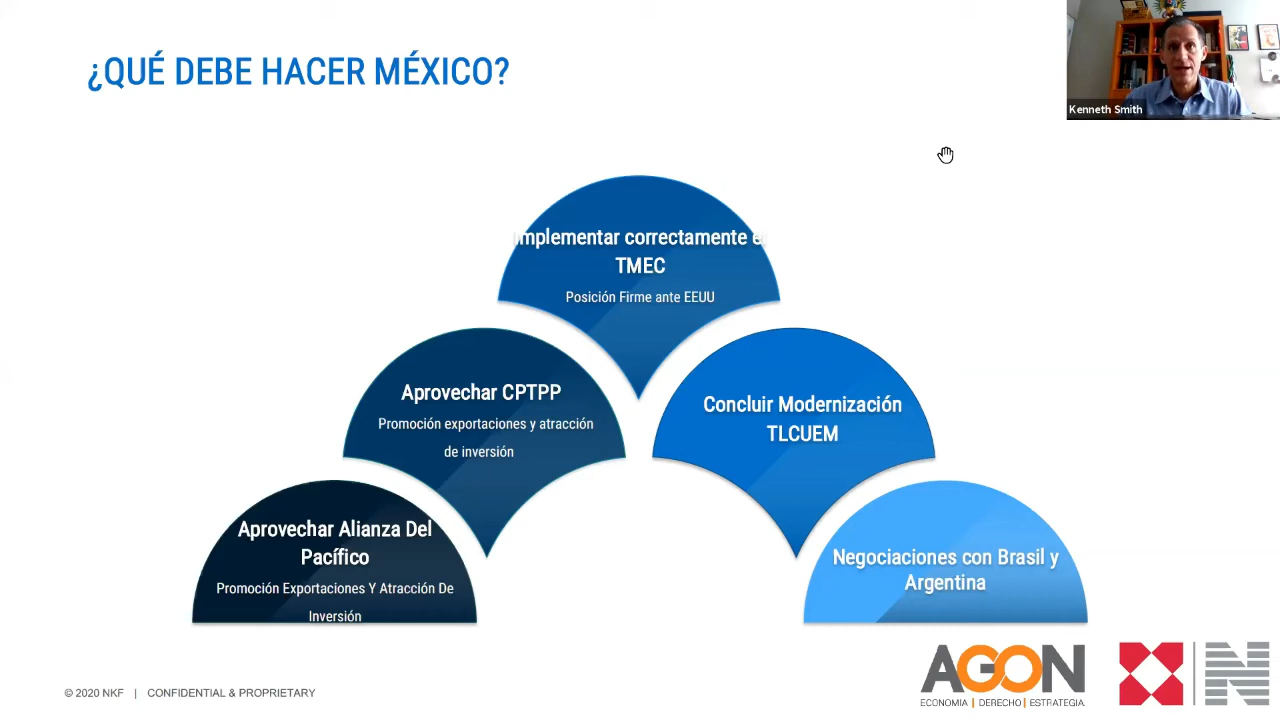 ¿QUÉ DEBE HACER MÉXICO?
Kenneth Smith
Implementar correctamente el
TMEC
Posición Firme ante EEUU
Aprovechar CPTPP
Promoción exportaciones y atracción
de inversión
Concluir Modernización
TLCUEM
Aprovechar Alianza Del
Pacífico
Promoción Exportaciones Y Atracción De
Inversión
Negociaciones con Brasil y
Argentina
AGON
ECONOMIA | DERECHO | ESTRATEGIA
N
© 2020 NKF | CONFIDENTIAL & PROPRIETARY